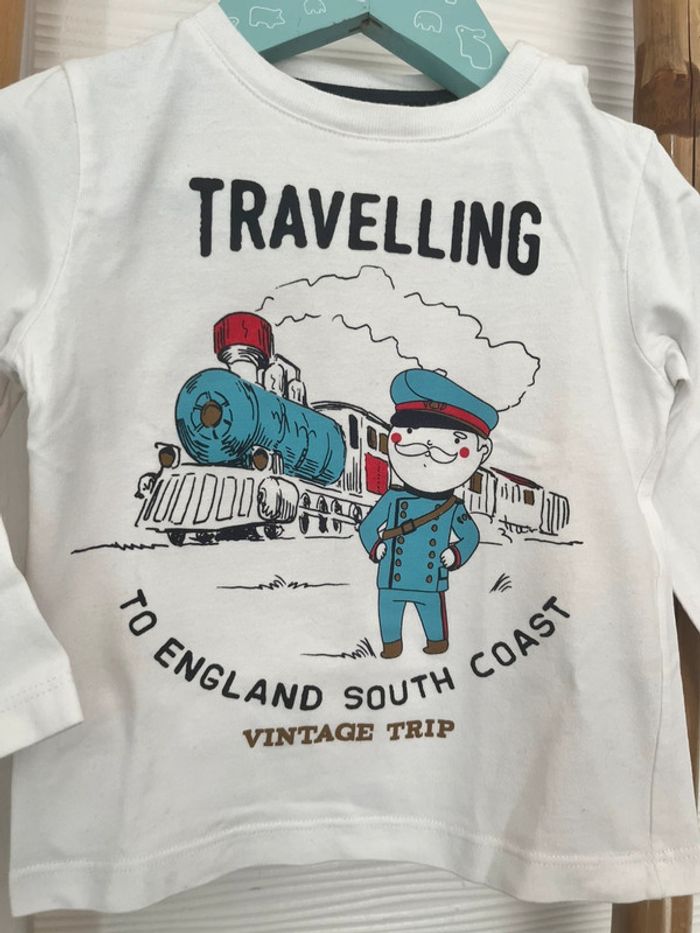 TRAVELLING
TO ENGLAND SOUTH COAST
VINTAGE TRIP